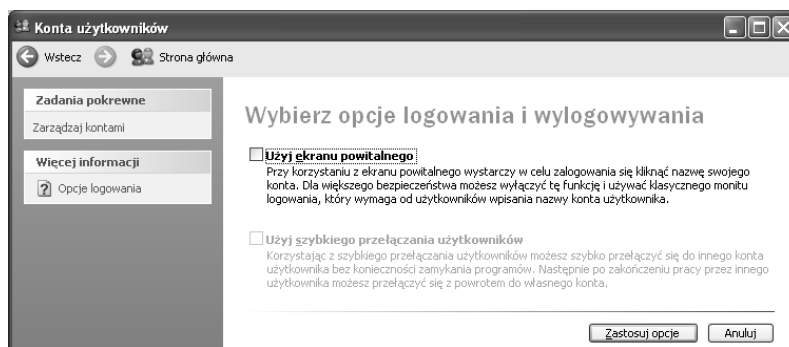 Konta użytkowników
Wstecz Strona główna
Zadania pokrewne
Zarządzaj kontami
Więcej informacji
Opcje logowania
Wybierz opcje logowania i wylogowywania
Użyj ekranu powitalnego
Przy korzystaniu z ekranu powitalnego wystarczy w celu zalogowania się kliknąć nazwę swojego
konta. Dla większego bezpieczeństwa możesz wyłączyć tę funkcję i używać klasycznego monitu
logowania, który wymaga od użytkowników wpisania nazwy konta użytkownika.
Użyj szybkiego przełączania użytkowników
Korzystając z szybkiego przełączania użytkowników możesz szybko przełączyć się do innego konta
użytkownika bez konieczności zamykania programów. Następnie po zakończeniu pracy przez innego
użytkownika możesz przełączyć się z powrotem do własnego konta.
Zastosuj opcje Anuluj